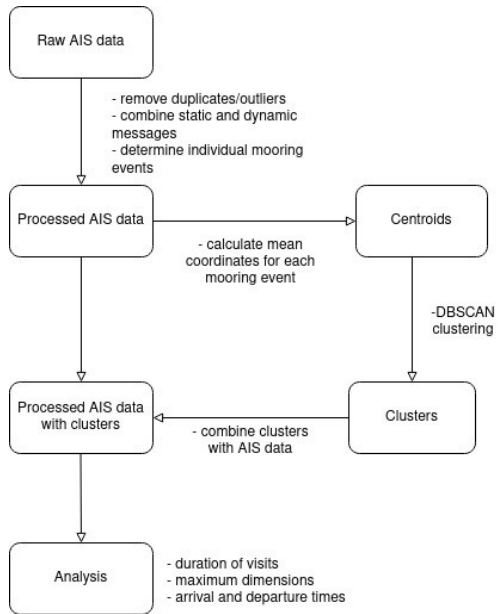 Raw AIS data
- remove duplicates/outliers
- combine static and dynamic
messages
- determine individual mooring
events
Processed AIS data
Centroids
- calculate mean
coordinates for each
mooring event
-DBSCAN
clustering
Processed AIS data
with clusters
Clusters
- combine clusters
with AIS data
Analysis
- duration of visits
- maximum dimensions
- arrival and departure times